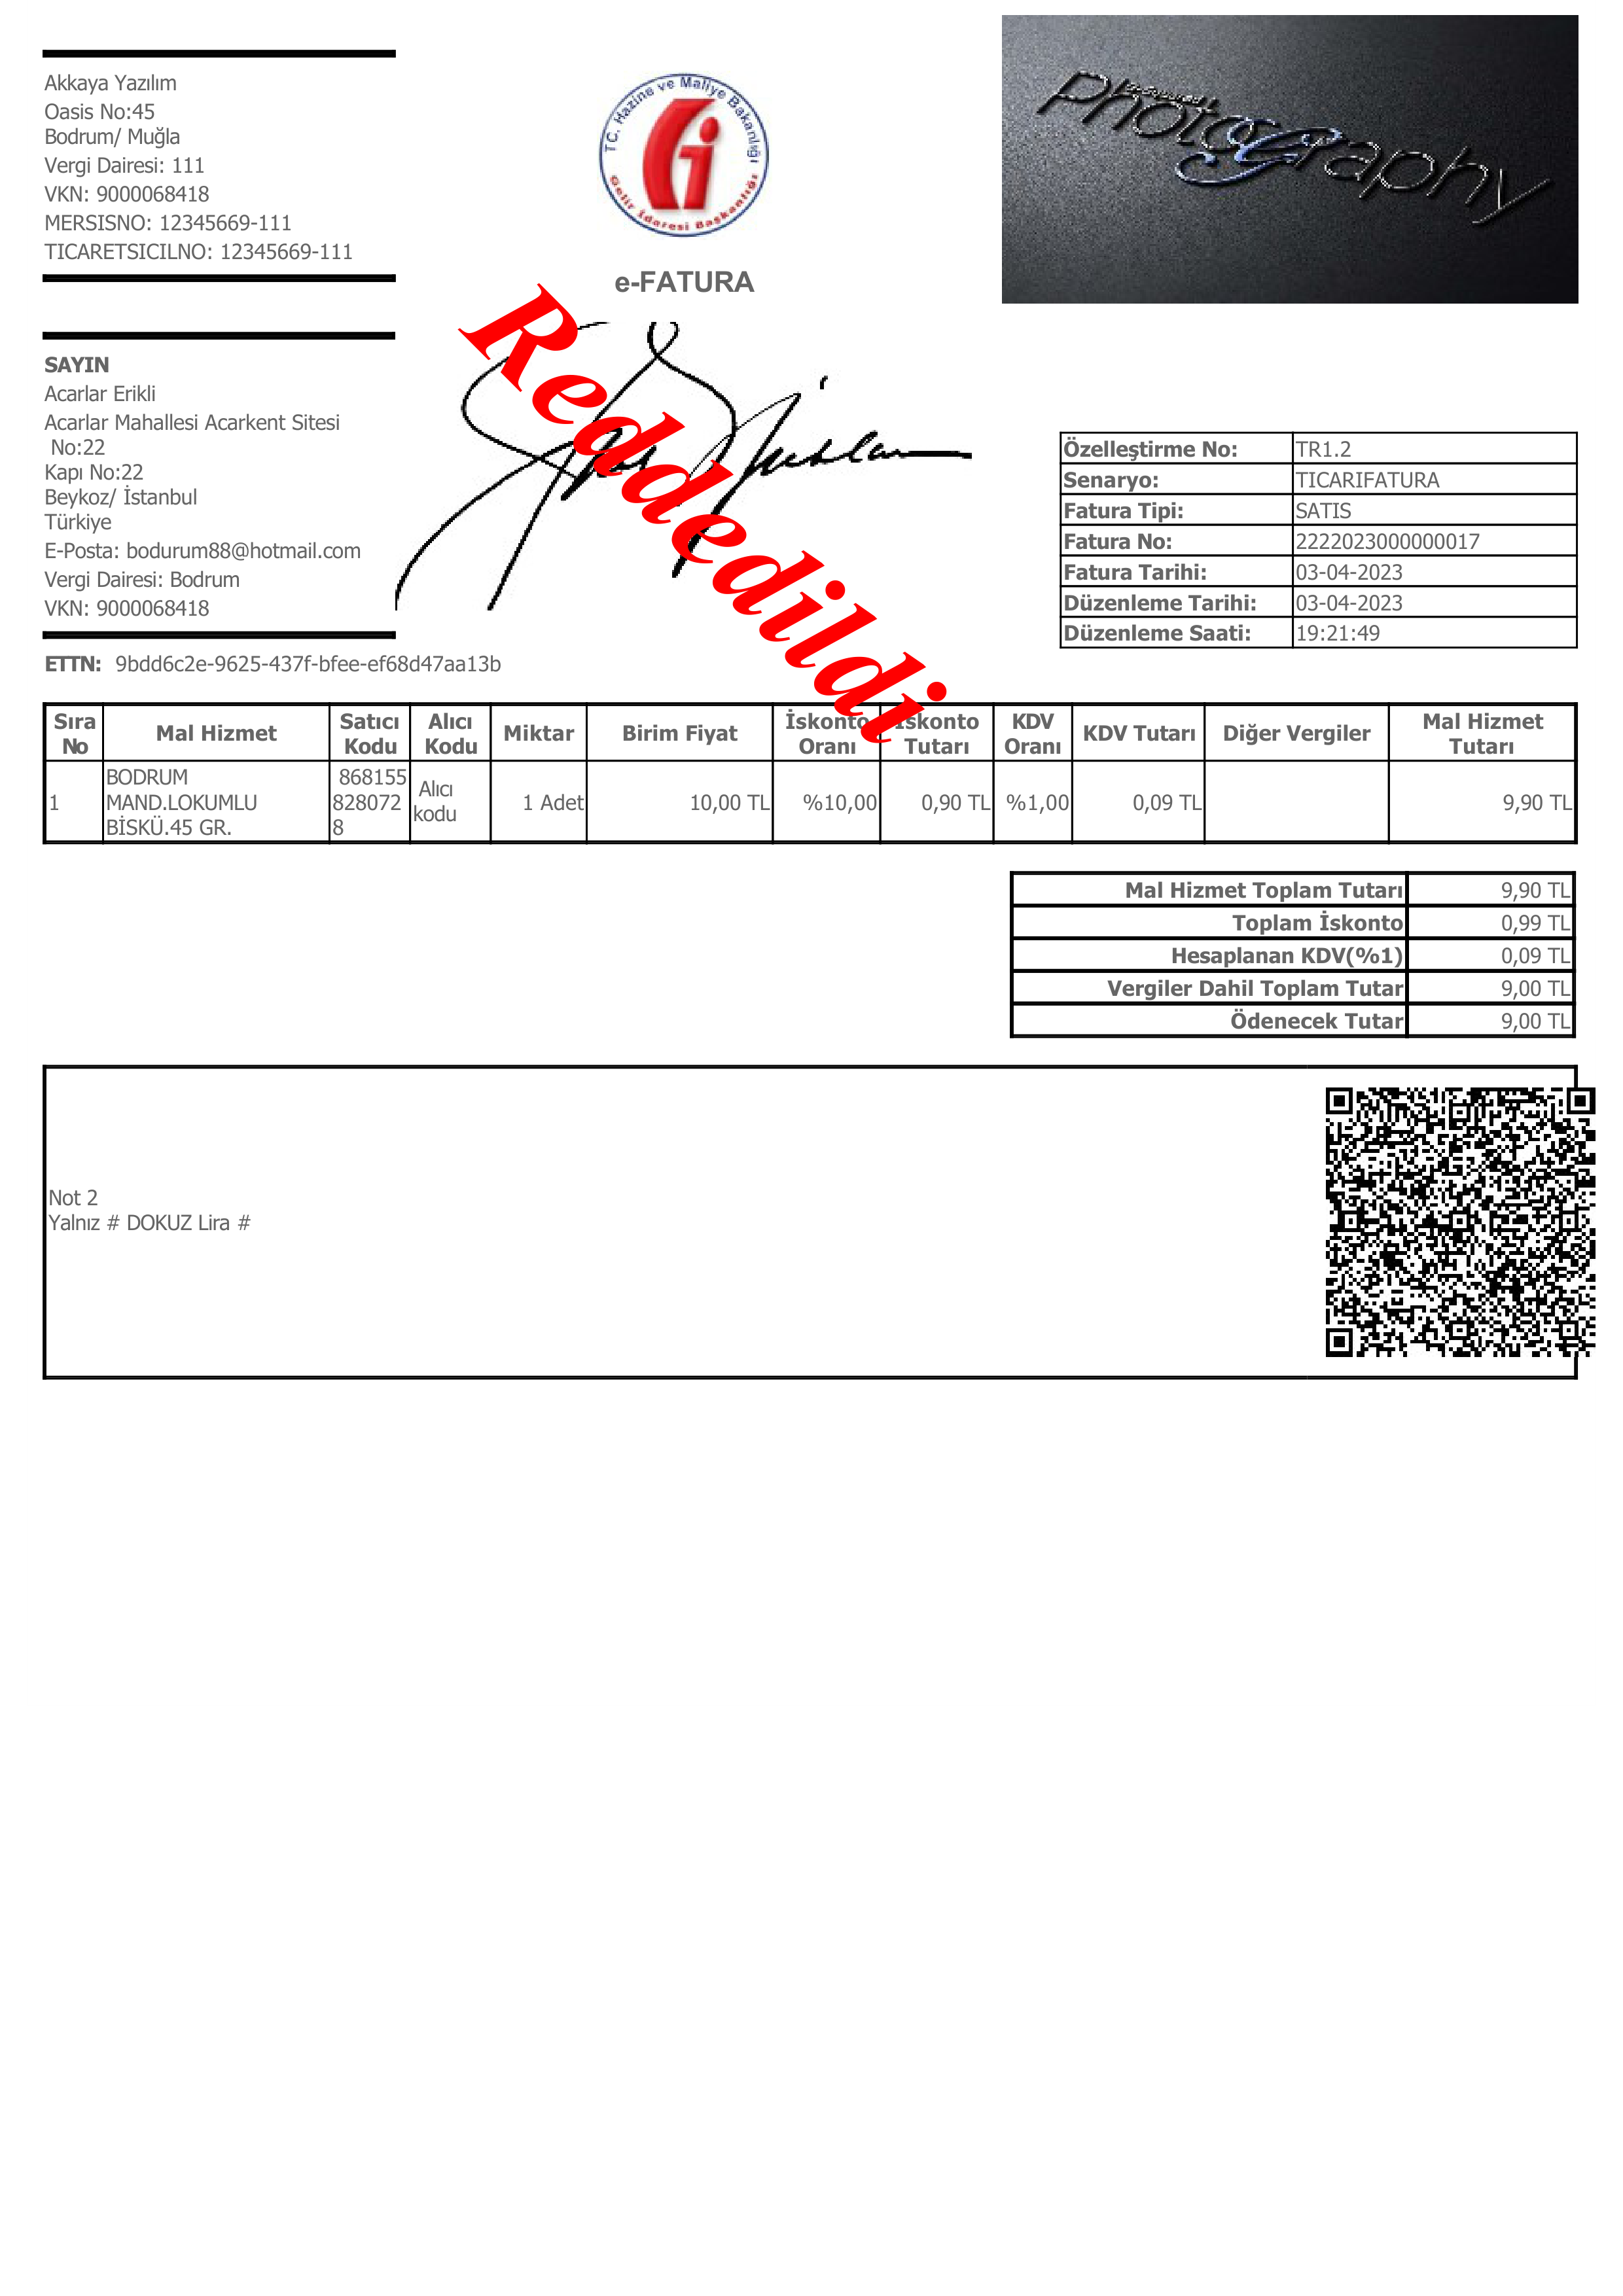 Akkaya Yazılım
Oasis No:45
Bodrum/ Muğla
Vergi Dairesi: 111
VKN: 9000068418
MERSISNO: 12345669-111
TICARETSICILNO: 12345669-111
TC. Hazine ve Maliye Bakanlığı
Gelir İdaresi Başkanlığı
e-FATURA
photography
SAYIN
Acarlar Erikli
Acarlar Mahallesi Acarkent Sitesi
No:22
Kapı No:22
Beykoz/ İstanbul
Türkiye
E-Posta: bodurum88@hotmail.com
Vergi Dairesi: Bodrum
VKN: 9000068418
Reddedildi
Özelleştirme No: TR1.2
Senaryo: TICARIFATURA
Fatura Tipi: SATIS
Fatura No: 2222023000000017
Fatura Tarihi: 03-04-2023
Düzenleme Tarihi: 03-04-2023
Düzenleme Saati: 19:21:49
ETTN: 9bdd6c2e-9625-437f-bfee-ef68d47aa13b
Sıra No Mal Hizmet Satıcı Kodu Alıcı Kodu Miktar Birim Fiyat İskonto Oranı İskonto Tutarı KDV Oranı KDV Tutarı Diğer Vergiler Mal Hizmet Tutarı
1 BODRUM MAND.LOKUMLU BİSKÜ.45 GR. 868155 828072 8 Alıcı kodu 1 Adet 10,00 TL %10,00 0,90 TL %1,00 0,09 TL 9,90 TL
Mal Hizmet Toplam Tutarı 9,90 TL
Toplam İskonto 0,99 TL
Hesaplanan KDV(%1) 0,09 TL
Vergiler Dahil Toplam Tutar 9,00 TL
Ödenecek Tutar 9,00 TL
Not 2
Yalnız # DOKUZ Lira #